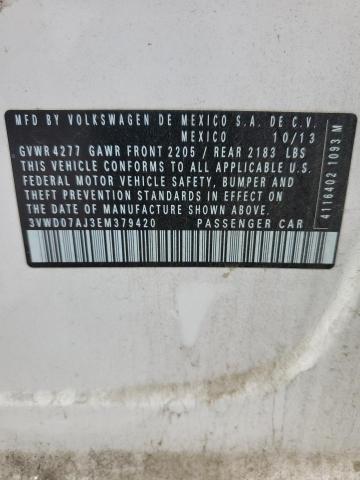 MFD BY VOLKSWAGEN DE MEXICO S.A. DE C.V.
MEXICO 10/13
GVWR 4277 GAWR FRONT 2205 / REAR 2183 LBS
THIS VEHICLE CONFORMS TO ALL APPLICABLE U.S.
FEDERAL MOTOR VEHICLE SAFETY, BUMPER AND
THEFT PREVENTION STANDARDS IN EFFECT ON THE
DATE OF MANUFACTURE SHOWN ABOVE.
3VWD07AJ3EM379420 PASSENGER CAR
4116402 1093 M